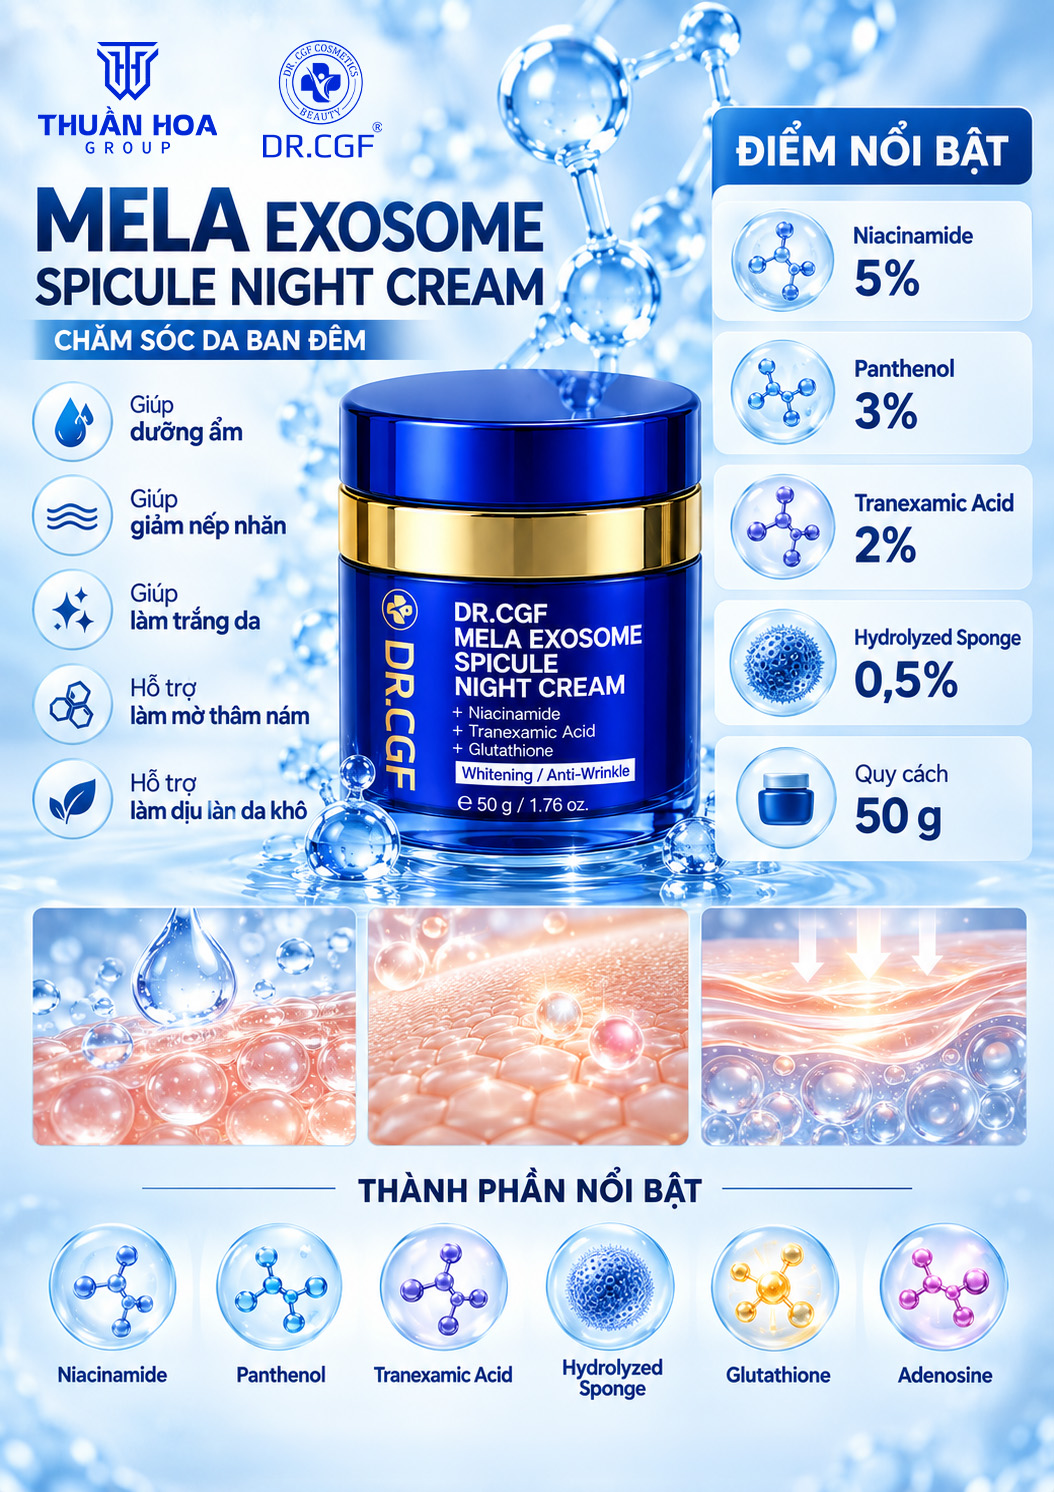 THUẦN HOA
GROUP
DR. CGF COSMETICS
BEAUTY
DR.CGF®
MELA EXOSOME
SPICULE NIGHT CREAM
CHĂM SÓC DA BAN ĐÊM
Giúp
dưỡng ẩm
Giúp
giảm nếp nhăn
Giúp
làm trắng da
Hỗ trợ
làm mờ thâm nám
Hỗ trợ
làm dịu làn da khô
DR.CGF
DR.CGF
MELA EXOSOME
SPICULE
NIGHT CREAM
+ Niacinamide
+ Tranexamic Acid
+ Glutathione
Whitening / Anti-Wrinkle
℮ 50 g / 1.76 oz.
ĐIỂM NỔI BẬT
Niacinamide
5%
Panthenol
3%
Tranexamic Acid
2%
Hydrolyzed Sponge
0,5%
Quy cách
50 g
THÀNH PHẦN NỔI BẬT
Niacinamide
Panthenol
Tranexamic Acid
Hydrolyzed
Sponge
Glutathione
Adenosine